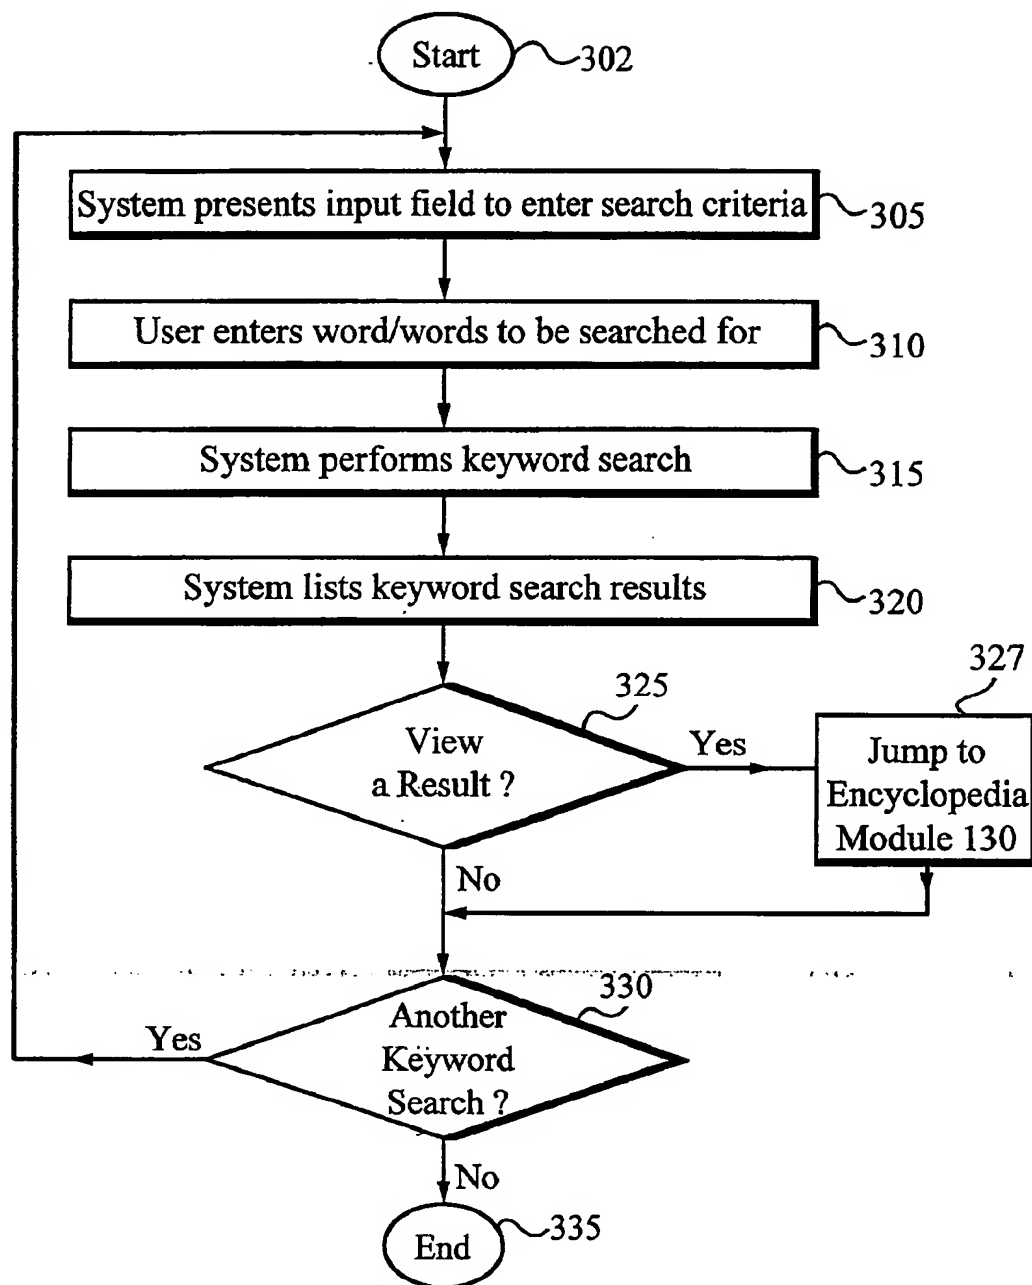 Start
302
System presents input field to enter search criteria
305
User enters word/words to be searched for
310
System performs keyword search
315
System lists keyword search results
320
325
327
View
a Result ?
Yes
Jump to
Encyclopedia
Module 130
No
330
Another
Keyword
Search ?
Yes
No
End
335